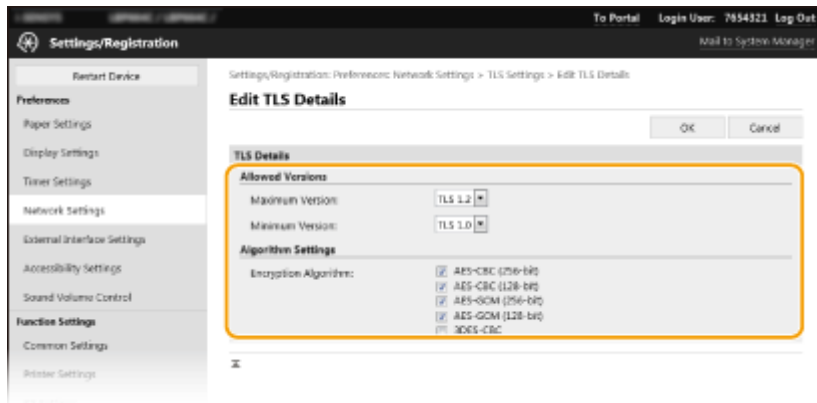 To Portal Login User: 7654321 Log Out
Settings/Registration
Mail to System Manager
Restart Device
Preferences
Paper Settings
Display Settings
Timer Settings
Network Settings
External Interface Settings
Accessibility Settings
Sound Volume Control
Function Settings
Common Settings
Printer Settings
Settings/Registration: Preferences: Network Settings > TLS Settings > Edit TLS Details
Edit TLS Details
OK Cancel
TLS Details
Allowed Versions
Maximum Version: TLS 1.2
Minimum Version: TLS 1.0
Algorithm Settings
Encryption Algorithm: AES-CBC (256-bit)
AES-CBC (128-bit)
AES-GCM (256-bit)
AES-GCM (128-bit)
3DES-CBC